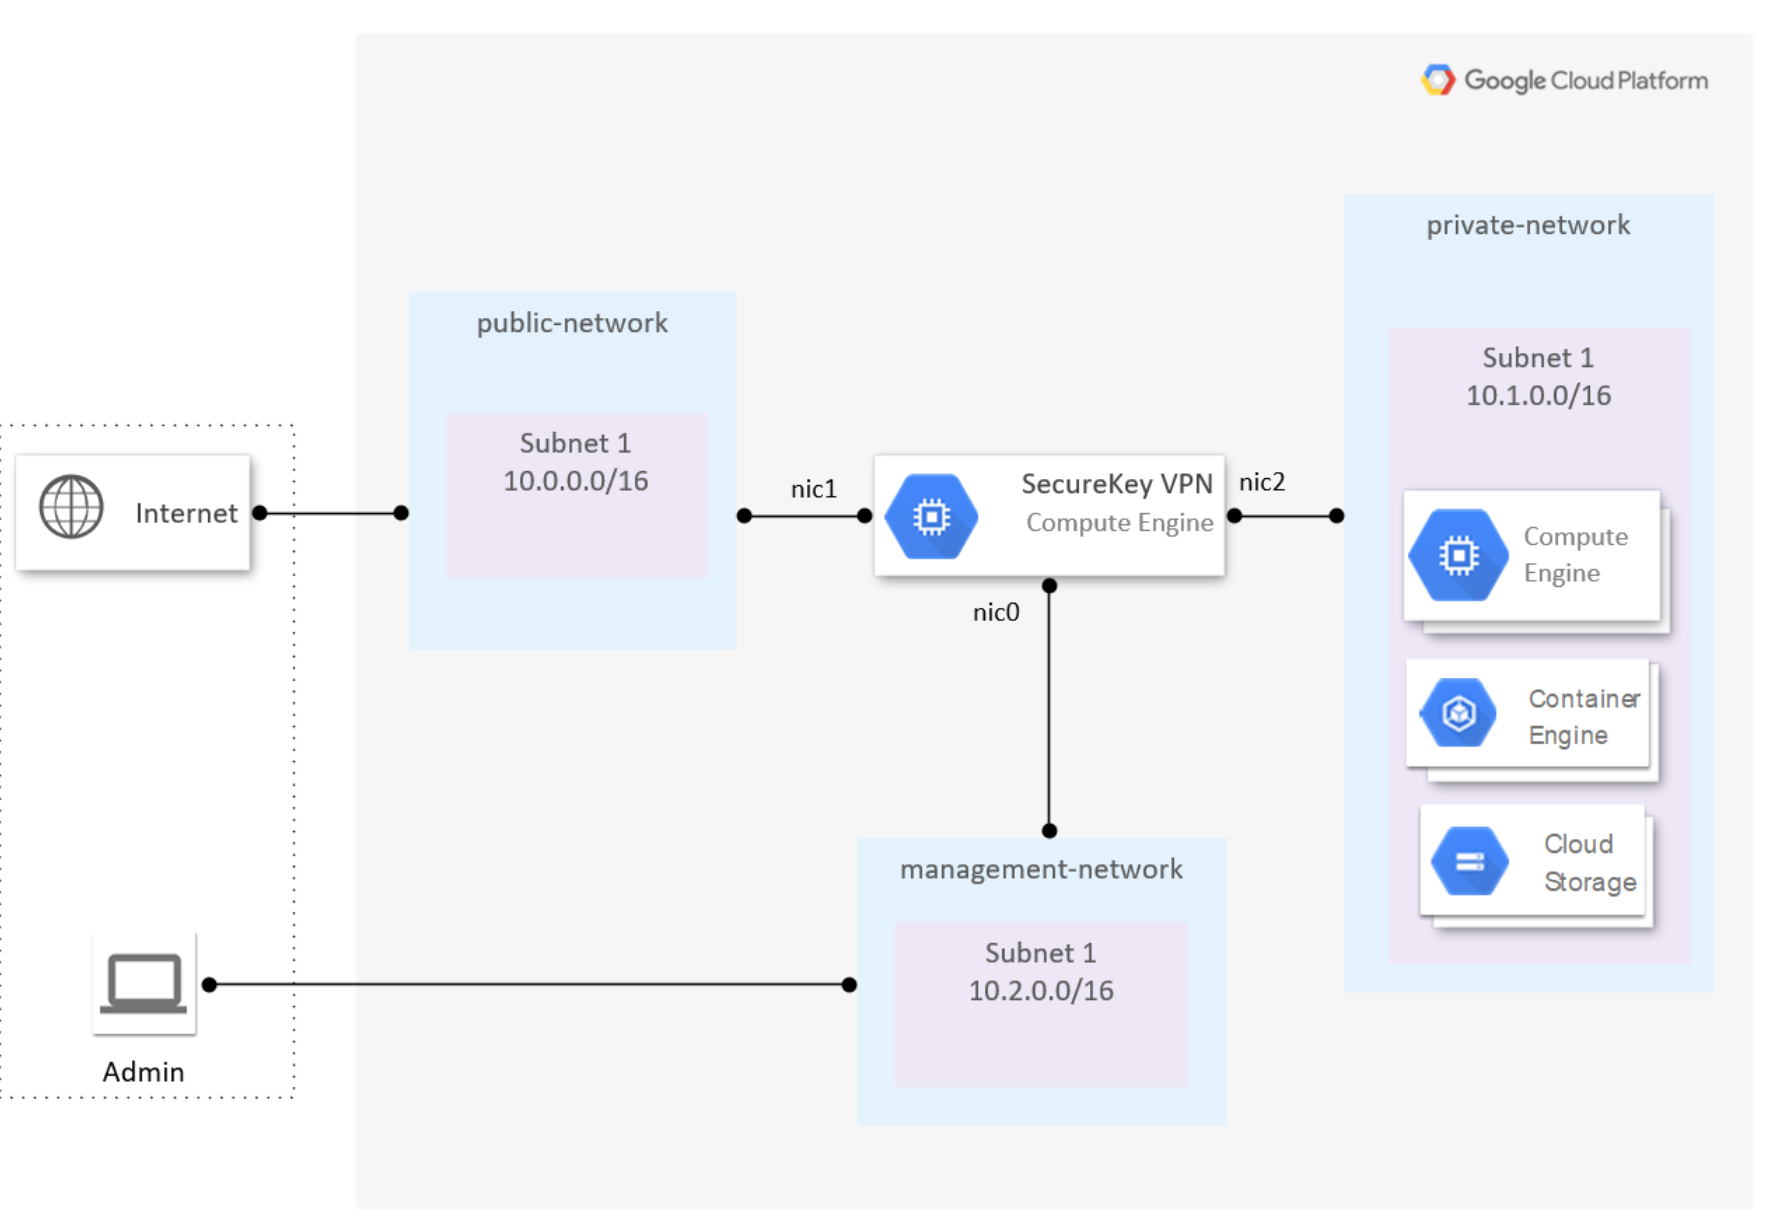 Google Cloud Platform
private-network
public-network
Subnet 1
10.1.0.0/16
Subnet 1
10.0.0.0/16
Internet
nic1
SecureKey VPN
Compute Engine
nic2
Compute
Engine
nic0
Container
Engine
Cloud
Storage
management-network
Subnet 1
10.2.0.0/16
Admin